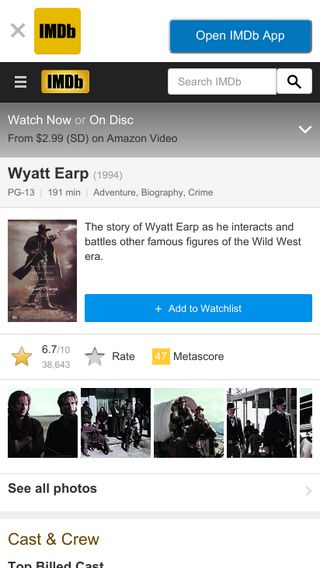 IMDb
Open IMDb App
IMDb
Search IMDb
Watch Now or On Disc
From $2.99 (SD) on Amazon Video
Wyatt Earp (1994)
PG-13 | 191 min | Adventure, Biography, Crime
The story of Wyatt Earp as he interacts and
battles other famous figures of the Wild West
era.
WYATT EARP
+ Add to Watchlist
6.7/10
38,643
Rate
47 Metascore
See all photos
Cast & Crew
Top Billed Cast